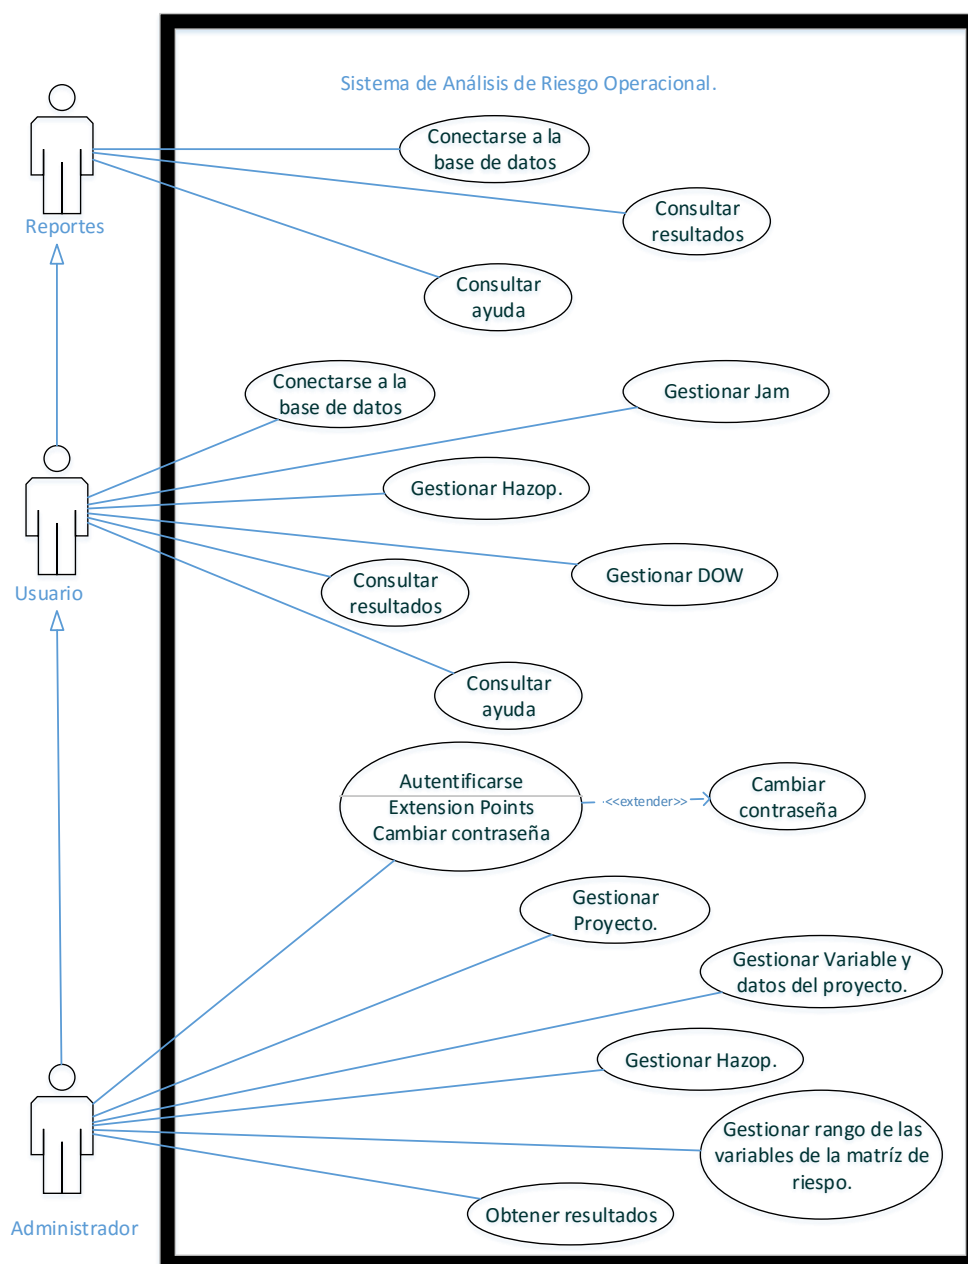 Sistema de Análisis de Riesgo Operacional.
Conectarse a la
base de datos
Consultar
resultados
Reportes
Consultar
ayuda
Conectarse a la
base de datos
Gestionar Jam
Gestionar Hazop.
Gestionar DOW
Consultar
resultados
Usuario
Consultar
ayuda
Autentificarse
Extension Points
Cambiar contraseña
<<extender>>
Cambiar
contraseña
Gestionar
Proyecto.
Gestionar Variable y
datos del proyecto.
Gestionar Hazop.
Gestionar rango de las
variables de la matríz de
riespo.
Obtener resultados
Administrador